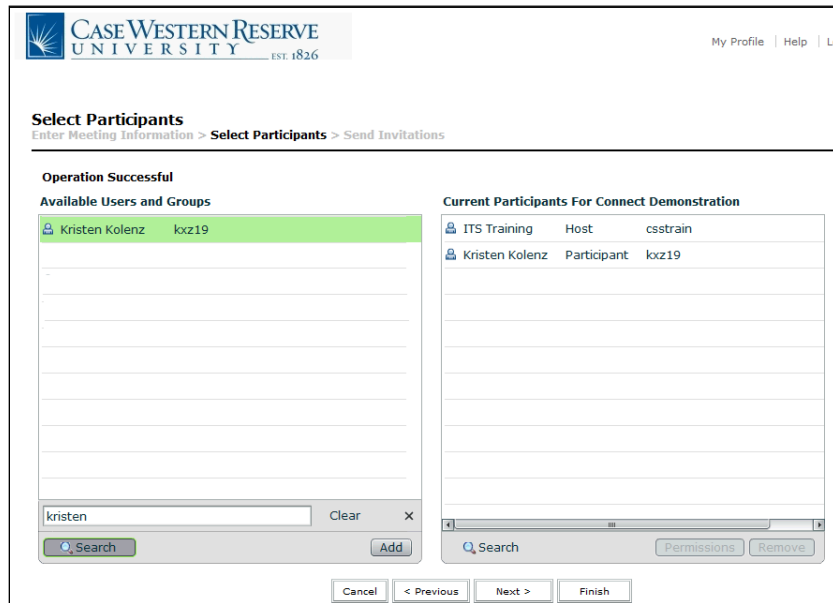 CASE WESTERN RESERVE
UNIVERSITY EST. 1826
My Profile | Help | L
Select Participants
Enter Meeting Information > Select Participants > Send Invitations
Operation Successful
Available Users and Groups
Kristen Kolenz kxz19
kristen Clear X
Search Add
Current Participants For Connect Demonstration
ITS Training Host csstrain
Kristen Kolenz Participant kxz19
Search Permissions Remove
Cancel < Previous Next > Finish